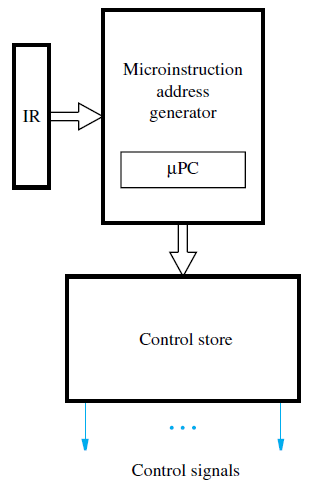 Microinstruction
address
generator
IR
μPC
Control store
Control signals